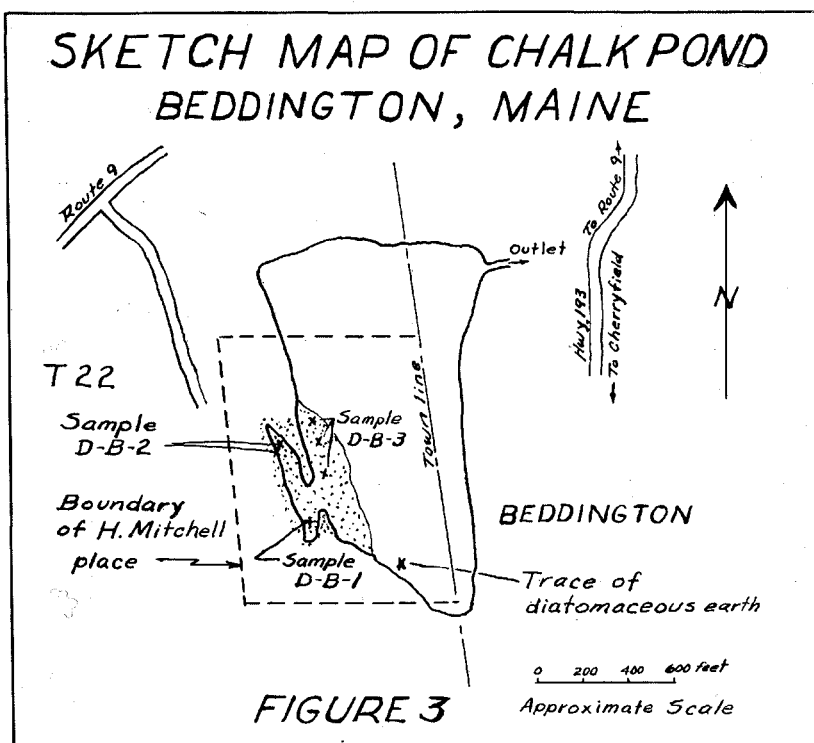 SKETCH MAP OF CHALK POND
BEDDINGTON, MAINE
Route 9
To Route 9
Outlet
Hwy. 193
To Cherryfield
N
T 22
Town line
Sample
D-B-2
Sample
D-B-3
Boundary
of H. Mitchell
place
BEDDINGTON
Sample
D-B-1
Trace of
diatomaceous earth
0 200 400 600 feet
Approximate Scale
FIGURE 3